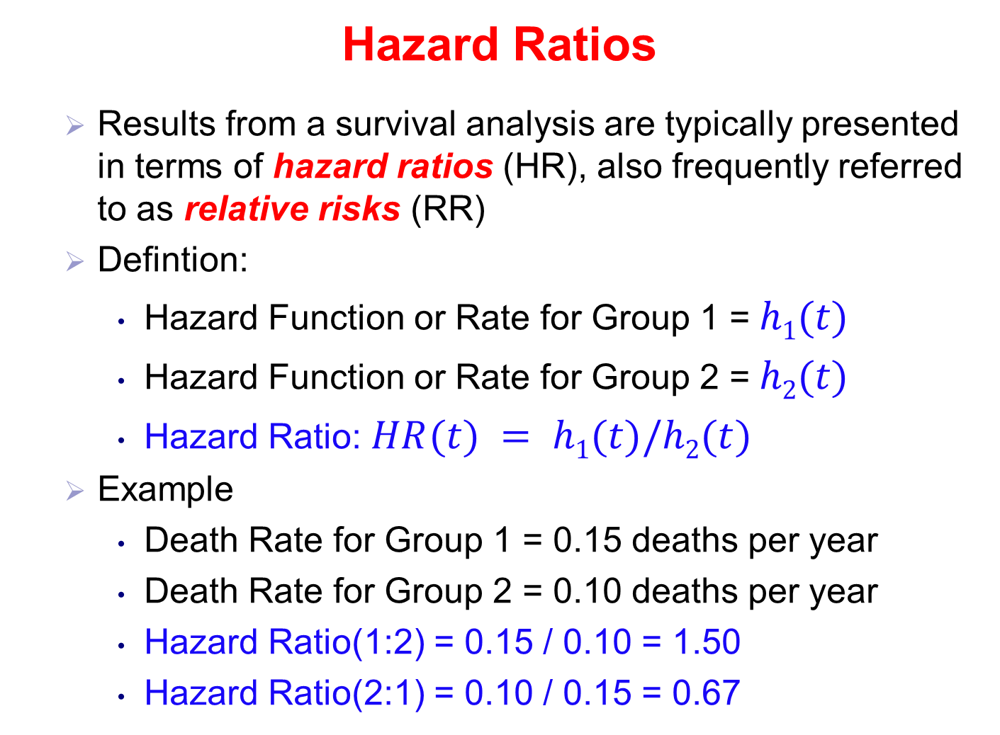 Hazard Ratios
Results from a survival analysis are typically presented
in terms of hazard ratios (HR), also frequently referred
to as relative risks (RR)
Defintion:
Hazard Function or Rate for Group 1 = h₁(t)
Hazard Function or Rate for Group 2 = h₂(t)
Hazard Ratio: HR(t) = h₁(t)/h₂(t)
Example
Death Rate for Group 1 = 0.15 deaths per year
Death Rate for Group 2 = 0.10 deaths per year
Hazard Ratio(1:2) = 0.15 / 0.10 = 1.50
Hazard Ratio(2:1) = 0.10 / 0.15 = 0.67